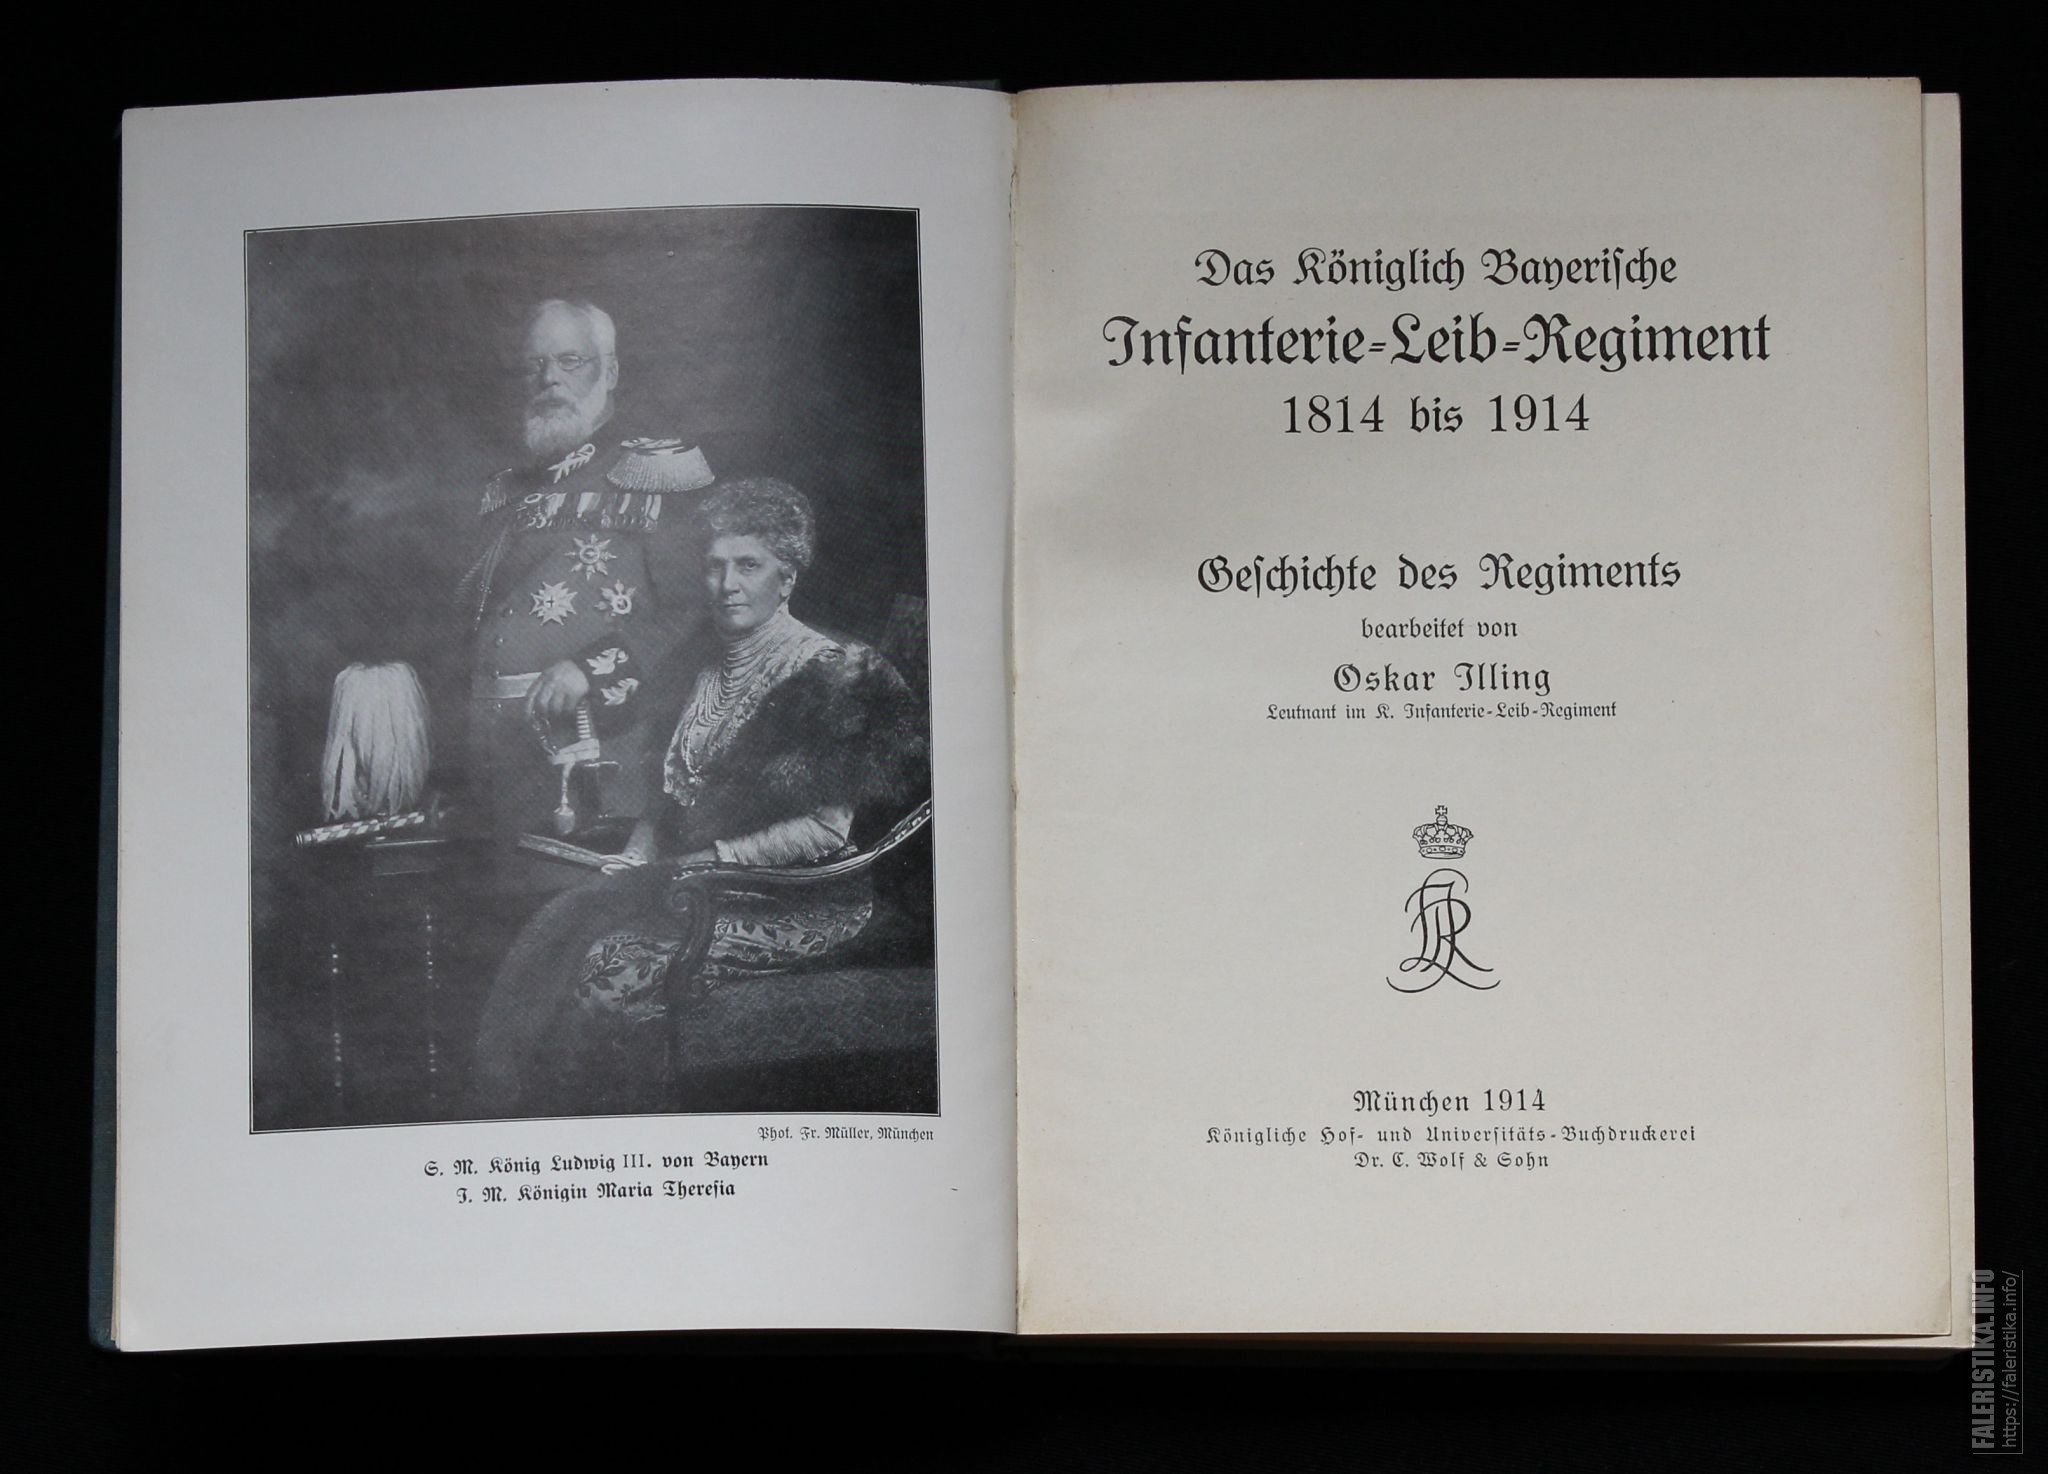 Phot. Fr. Müller, München
S. M. König Ludwig III. von Bayern
I. M. Königin Maria Theresia
Das Königlich Bayerische
Infanterie-Leib-Regiment
1814 bis 1914
Geschichte des Regiments
bearbeitet von
Oskar Illing
Leutnant im K. Infanterie-Leib-Regiment
München 1914
Königliche Hof- und Universitäts-Buchdruckerei
Dr. C. Wolf & Sohn
FALERISTIKA.INFO
https://faleristika.info/